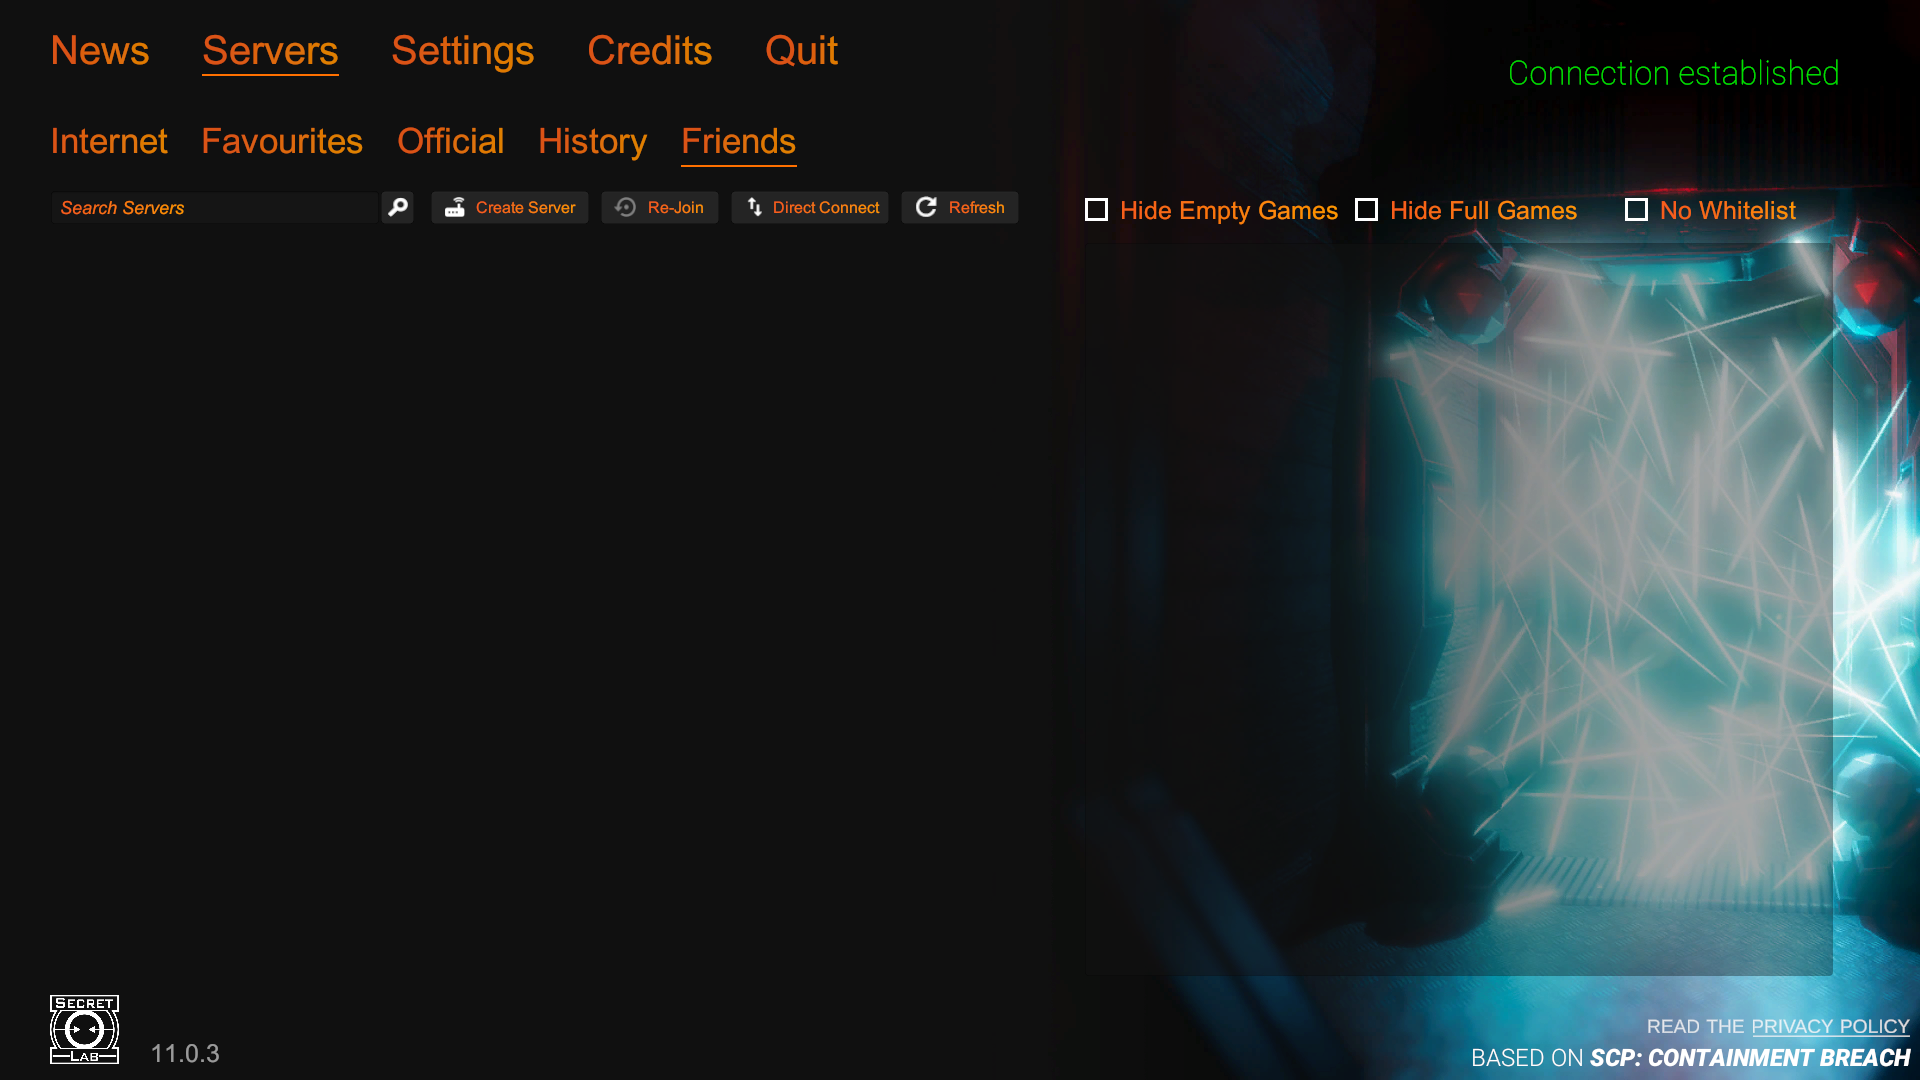 News Servers Settings Credits Quit
Connection established
Internet Favourites Official History Friends
Search Servers Create Server Re-Join Direct Connect Refresh
Hide Empty Games Hide Full Games No Whitelist
SECRET
LAB
11.0.3
READ THE PRIVACY POLICY
BASED ON SCP: CONTAINMENT BREACH